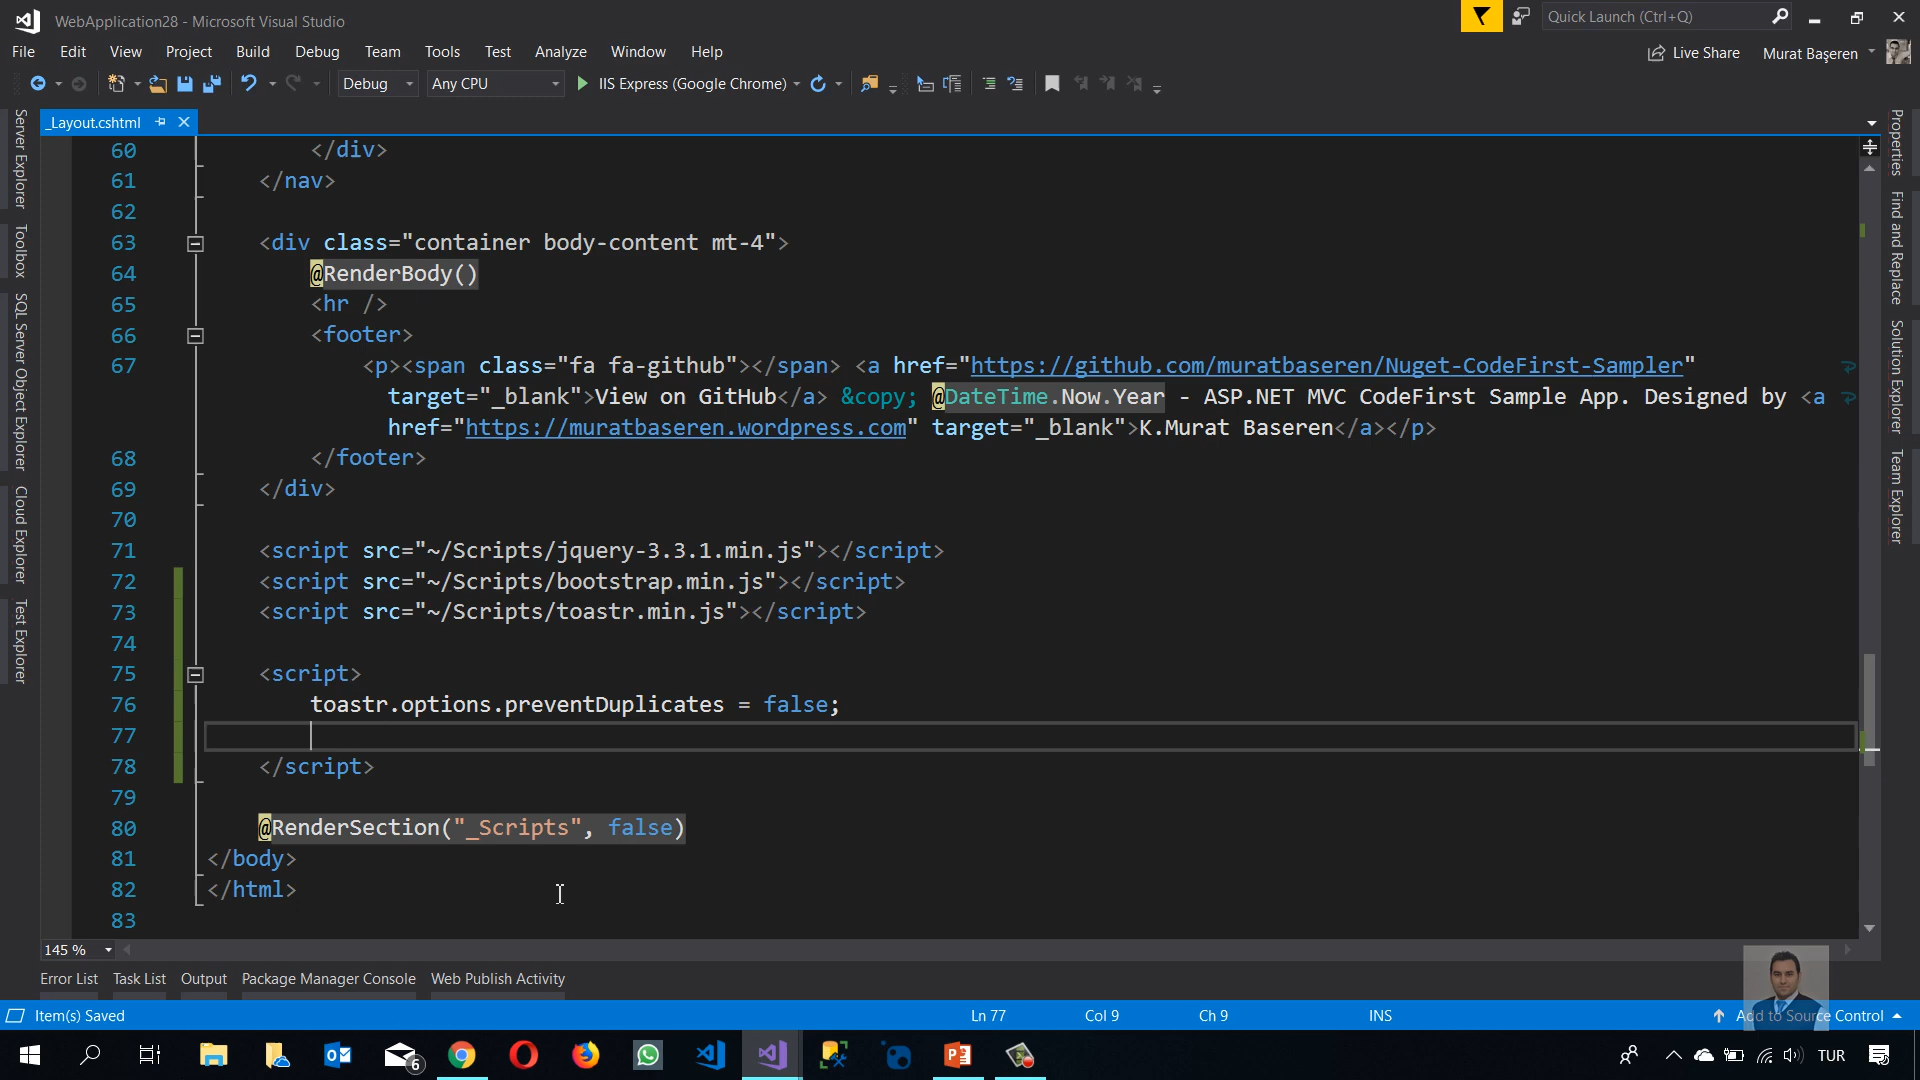 WebApplication28 - Microsoft Visual Studio
Quick Launch (Ctrl+Q)
File Edit View Project Build Debug Team Tools Test Analyze Window Help
Live Share
Murat Başeren
Debug
Any CPU
IIS Express (Google Chrome)
_Layout.cshtml
Server Explorer
Toolbox
SQL Server Object Explorer
Cloud Explorer
Test Explorer
60 </div>
61 </nav>
62
63 <div class="container body-content mt-4">
64 @RenderBody()
65 <hr />
66 <footer>
67 <p><span class="fa fa-github"></span> <a href="https://github.com/muratbaseren/Nuget-CodeFirst-Sampler"
target="_blank">View on GitHub</a> &copy; @DateTime.Now.Year - ASP.NET MVC CodeFirst Sample App. Designed by <a
href="https://muratbaseren.wordpress.com" target="_blank">K.Murat Baseren</a></p>
68 </footer>
69 </div>
70
71 <script src="~/Scripts/jquery-3.3.1.min.js"></script>
72 <script src="~/Scripts/bootstrap.min.js"></script>
73 <script src="~/Scripts/toastr.min.js"></script>
74
75 <script>
76 toastr.options.preventDuplicates = false;
77
78 </script>
79
80 @RenderSection("_Scripts", false)
81 </body>
82 </html>
83
Properties
Find and Replace
Solution Explorer
Team Explorer
145 %
Error List Task List Output Package Manager Console Web Publish Activity
Item(s) Saved
Ln 77 Col 9 Ch 9 INS
Add to Source Control
6
TUR